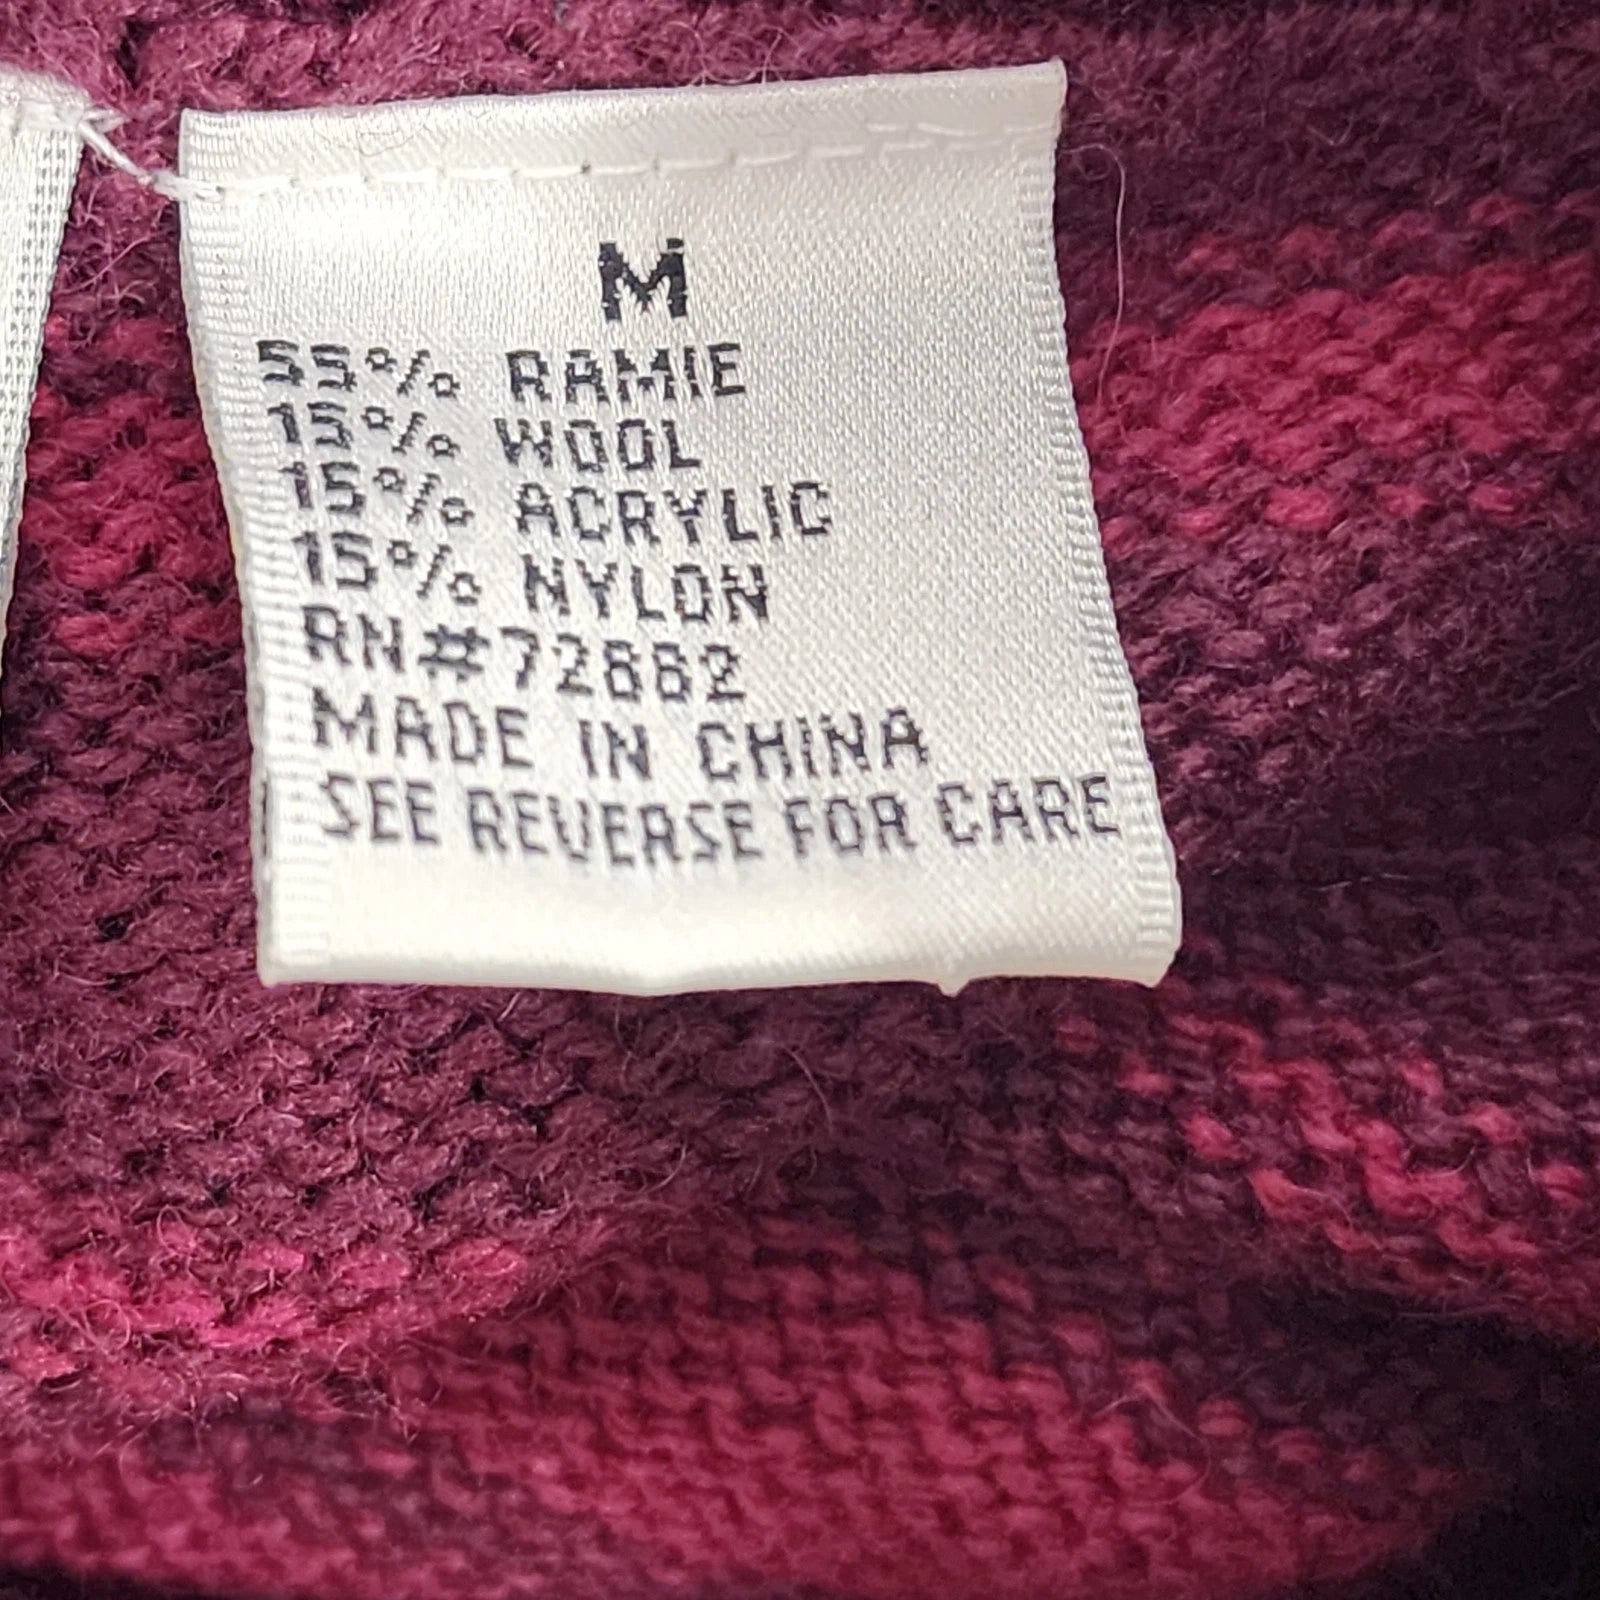 M
55% RAMIE
15% WOOL
15% ACRYLIC
15% NYLON
RN#72662
MADE IN CHINA
SEE REVERSE FOR CARE